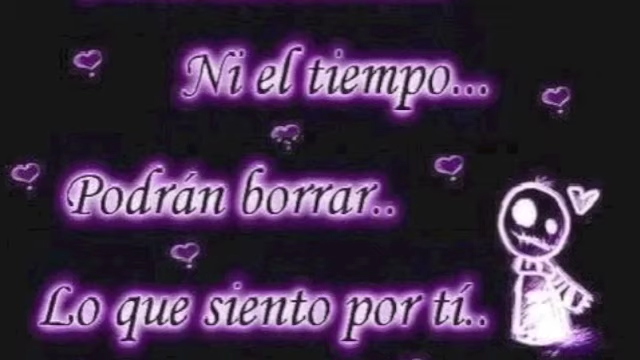 Ni el tiempo...
Podrán borrar..
Lo que siento por tí..